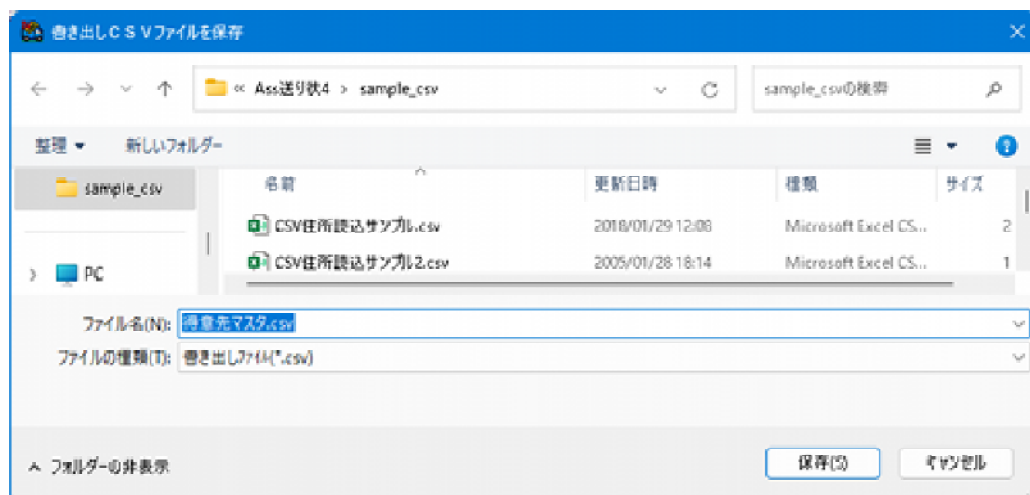 書き出しＣＳＶファイルを保存
« Ass送り状4 > sample_csv
sample_csvの検索
整理
新しいフォルダー
sample_csv
名前 更新日時 種類 サイズ
CSV住所読込サンプル.csv 2018/01/29 12:08 Microsoft Excel CS... 2
CSV住所読込サンプル2.csv 2005/01/28 18:14 Microsoft Excel CS... 1
PC
ファイル名(N): 得意先マスタ.csv
ファイルの種類(T): 書き出しファイル(*.csv)
フォルダーの非表示
保存(S)
キャンセル